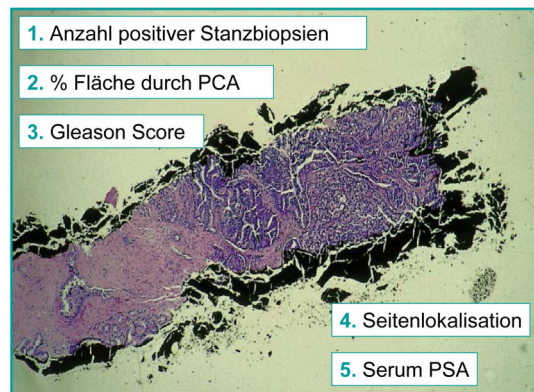 1. Anzahl positiver Stanzbiopsien
2. % Fläche durch PCA
3. Gleason Score
4. Seitenlokalisation
5. Serum PSA